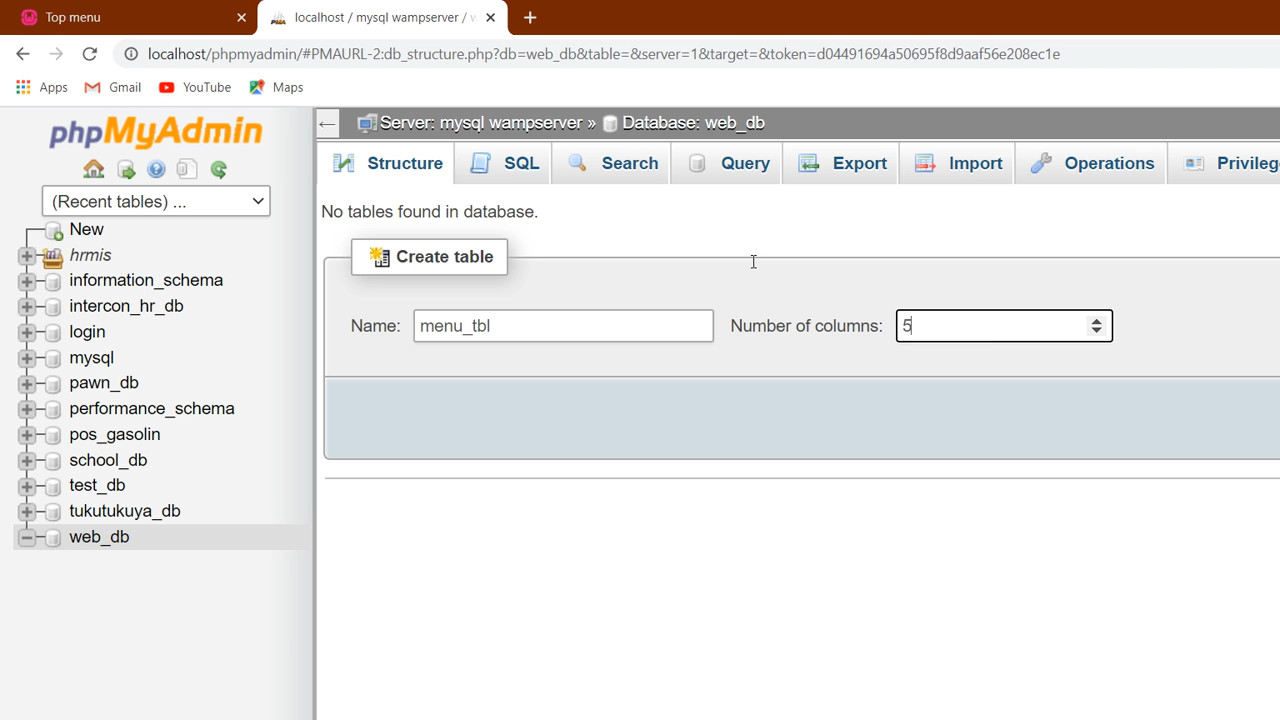 Top menu
localhost / mysql wampserver / w
localhost/phpmyadmin/#PMAURL-2:db_structure.php?db=web_db&table=&server=1&target=&token=d04491694a50695f8d9aaf56e208ec1e
Apps Gmail YouTube Maps
phpMyAdmin
(Recent tables) ...
New
hrmis
information_schema
intercon_hr_db
login
mysql
pawn_db
performance_schema
pos_gasolin
school_db
test_db
tukutukuya_db
web_db
Server: mysql wampserver » Database: web_db
Structure SQL Search Query Export Import Operations Privileg
No tables found in database.
Create table
Name: menu_tbl Number of columns: 5